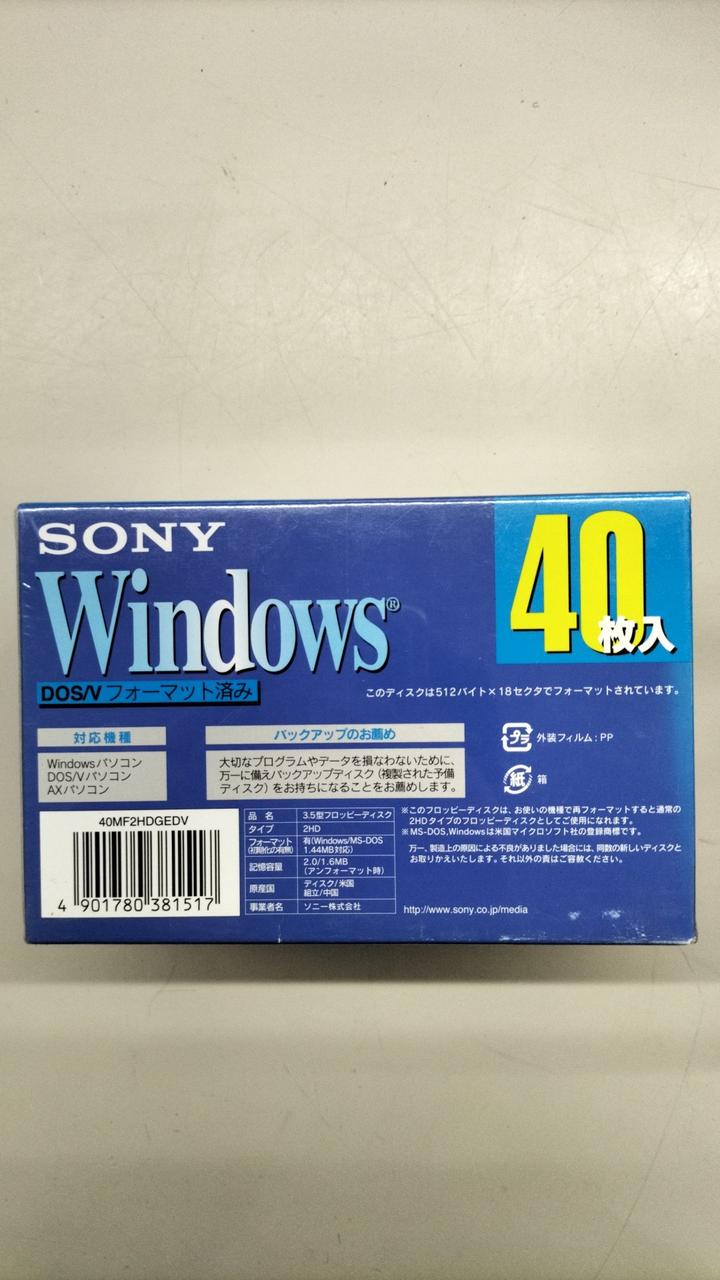 SONY
Windows®
DOS/V フォーマット済み
40枚入
このディスクは512バイト×18セクタでフォーマットされています。
対応機種
Windowsパソコン
DOS/Vパソコン
AXパソコン
バックアップのお薦め
大切なプログラムやデータを損なわないために、
万一に備えバックアップディスク(複製された予備
ディスク)をお持ちになることをお薦めします。
プラ 外装フィルム:PP
紙 箱
40MF2HDGEDV
4 901780 381517
品 名 3.5型フロッピーディスク
タイプ 2HD
フォーマット(初期化の有無) 有(Windows/MS-DOS
1.44MB対応)
記憶容量 2.0/1.6MB
(アンフォーマット時)
原産国 ディスク/米国
組立/中国
事業者名 ソニー株式会社
※このフロッピーディスクは、お使いの機種で再フォーマットすると通常の
2HDタイプのフロッピーディスクとしてご使用になれます。
※MS-DOS,Windowsは米国マイクロソフト社の登録商標です。
万一、製造上の原因による不良がありました場合には、同数の新しいディスクと
お取りかえいたします。それ以外の責はご容赦ください。
http://www.sony.co.jp/media